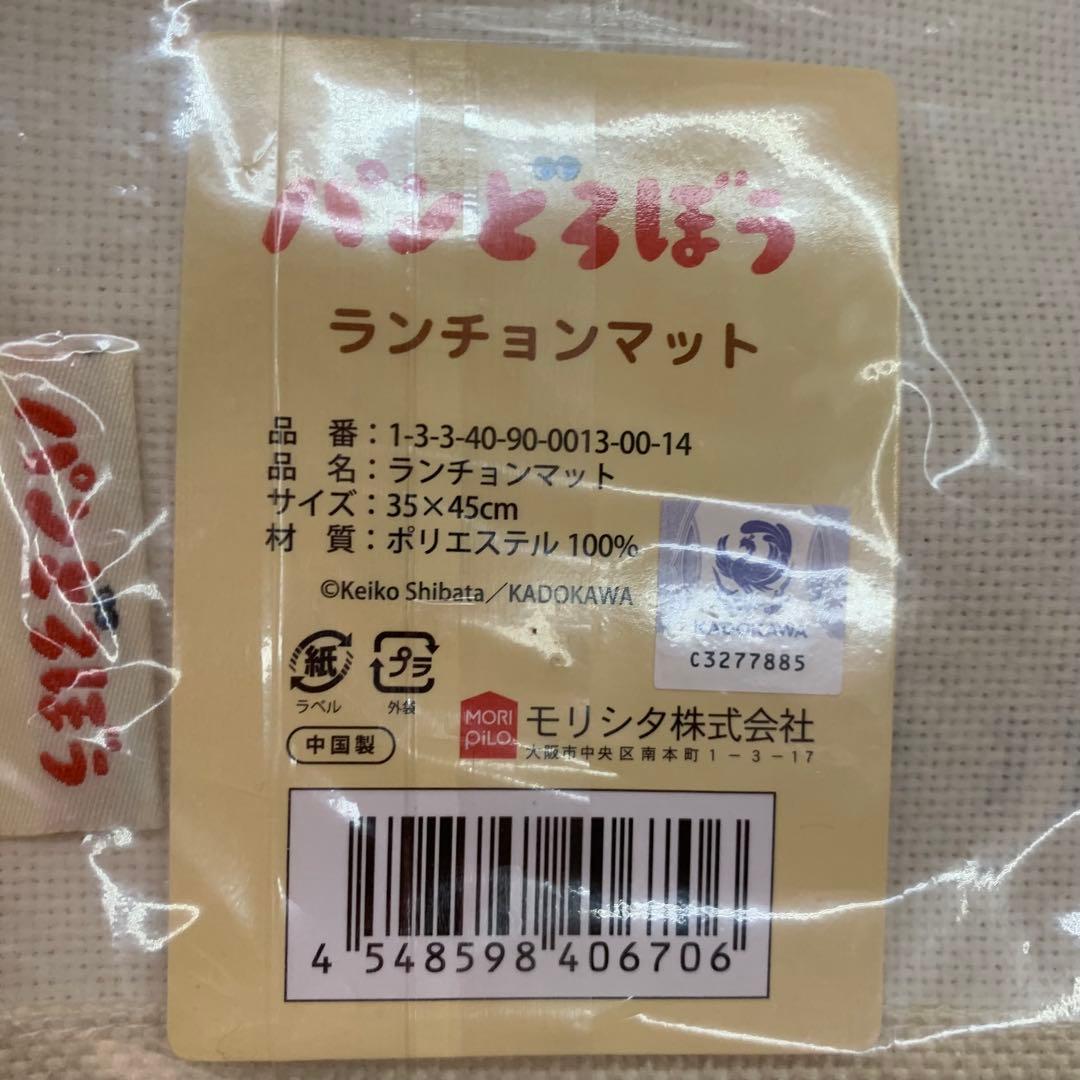 パンどろぼう
ランチョンマット
品　番：1-3-3-40-90-0013-00-14
品　名：ランチョンマット
サイズ：35×45cm
材　質：ポリエステル 100%
©Keiko Shibata／KADOKAWA
KADOKAWA
C3277885
紙
ラベル
プラ
外袋
中国製
MORI
PiLO
モリシタ株式会社
大阪市中央区南本町1-3-17
4 548598 406706
パンどろぼう